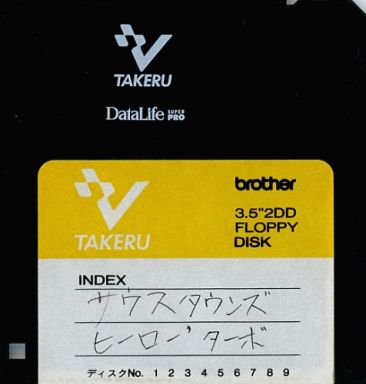 TAKERU
DataLife SUPER PRO
TAKERU
brother
3.5"2DD
FLOPPY
DISK
INDEX
サウスタウンズ
ヒーロー'ターボ
ディスクNo. 1 2 3 4 5 6 7 8 9